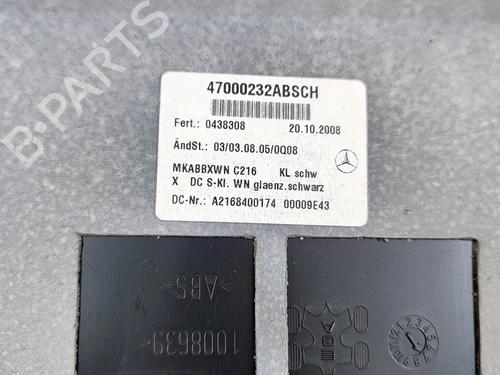 47000232ABSCH
Fert.: 0438308 20.10.2008
ÄndSt.: 03/03.08.05/0Q08
MKABBXWN C216 KL schw
X DC S-Kl. WN glaenz.schwarz
DC-Nr.: A2168400174 00009E43
>ABS<
1008639
AGE
B-PARTS